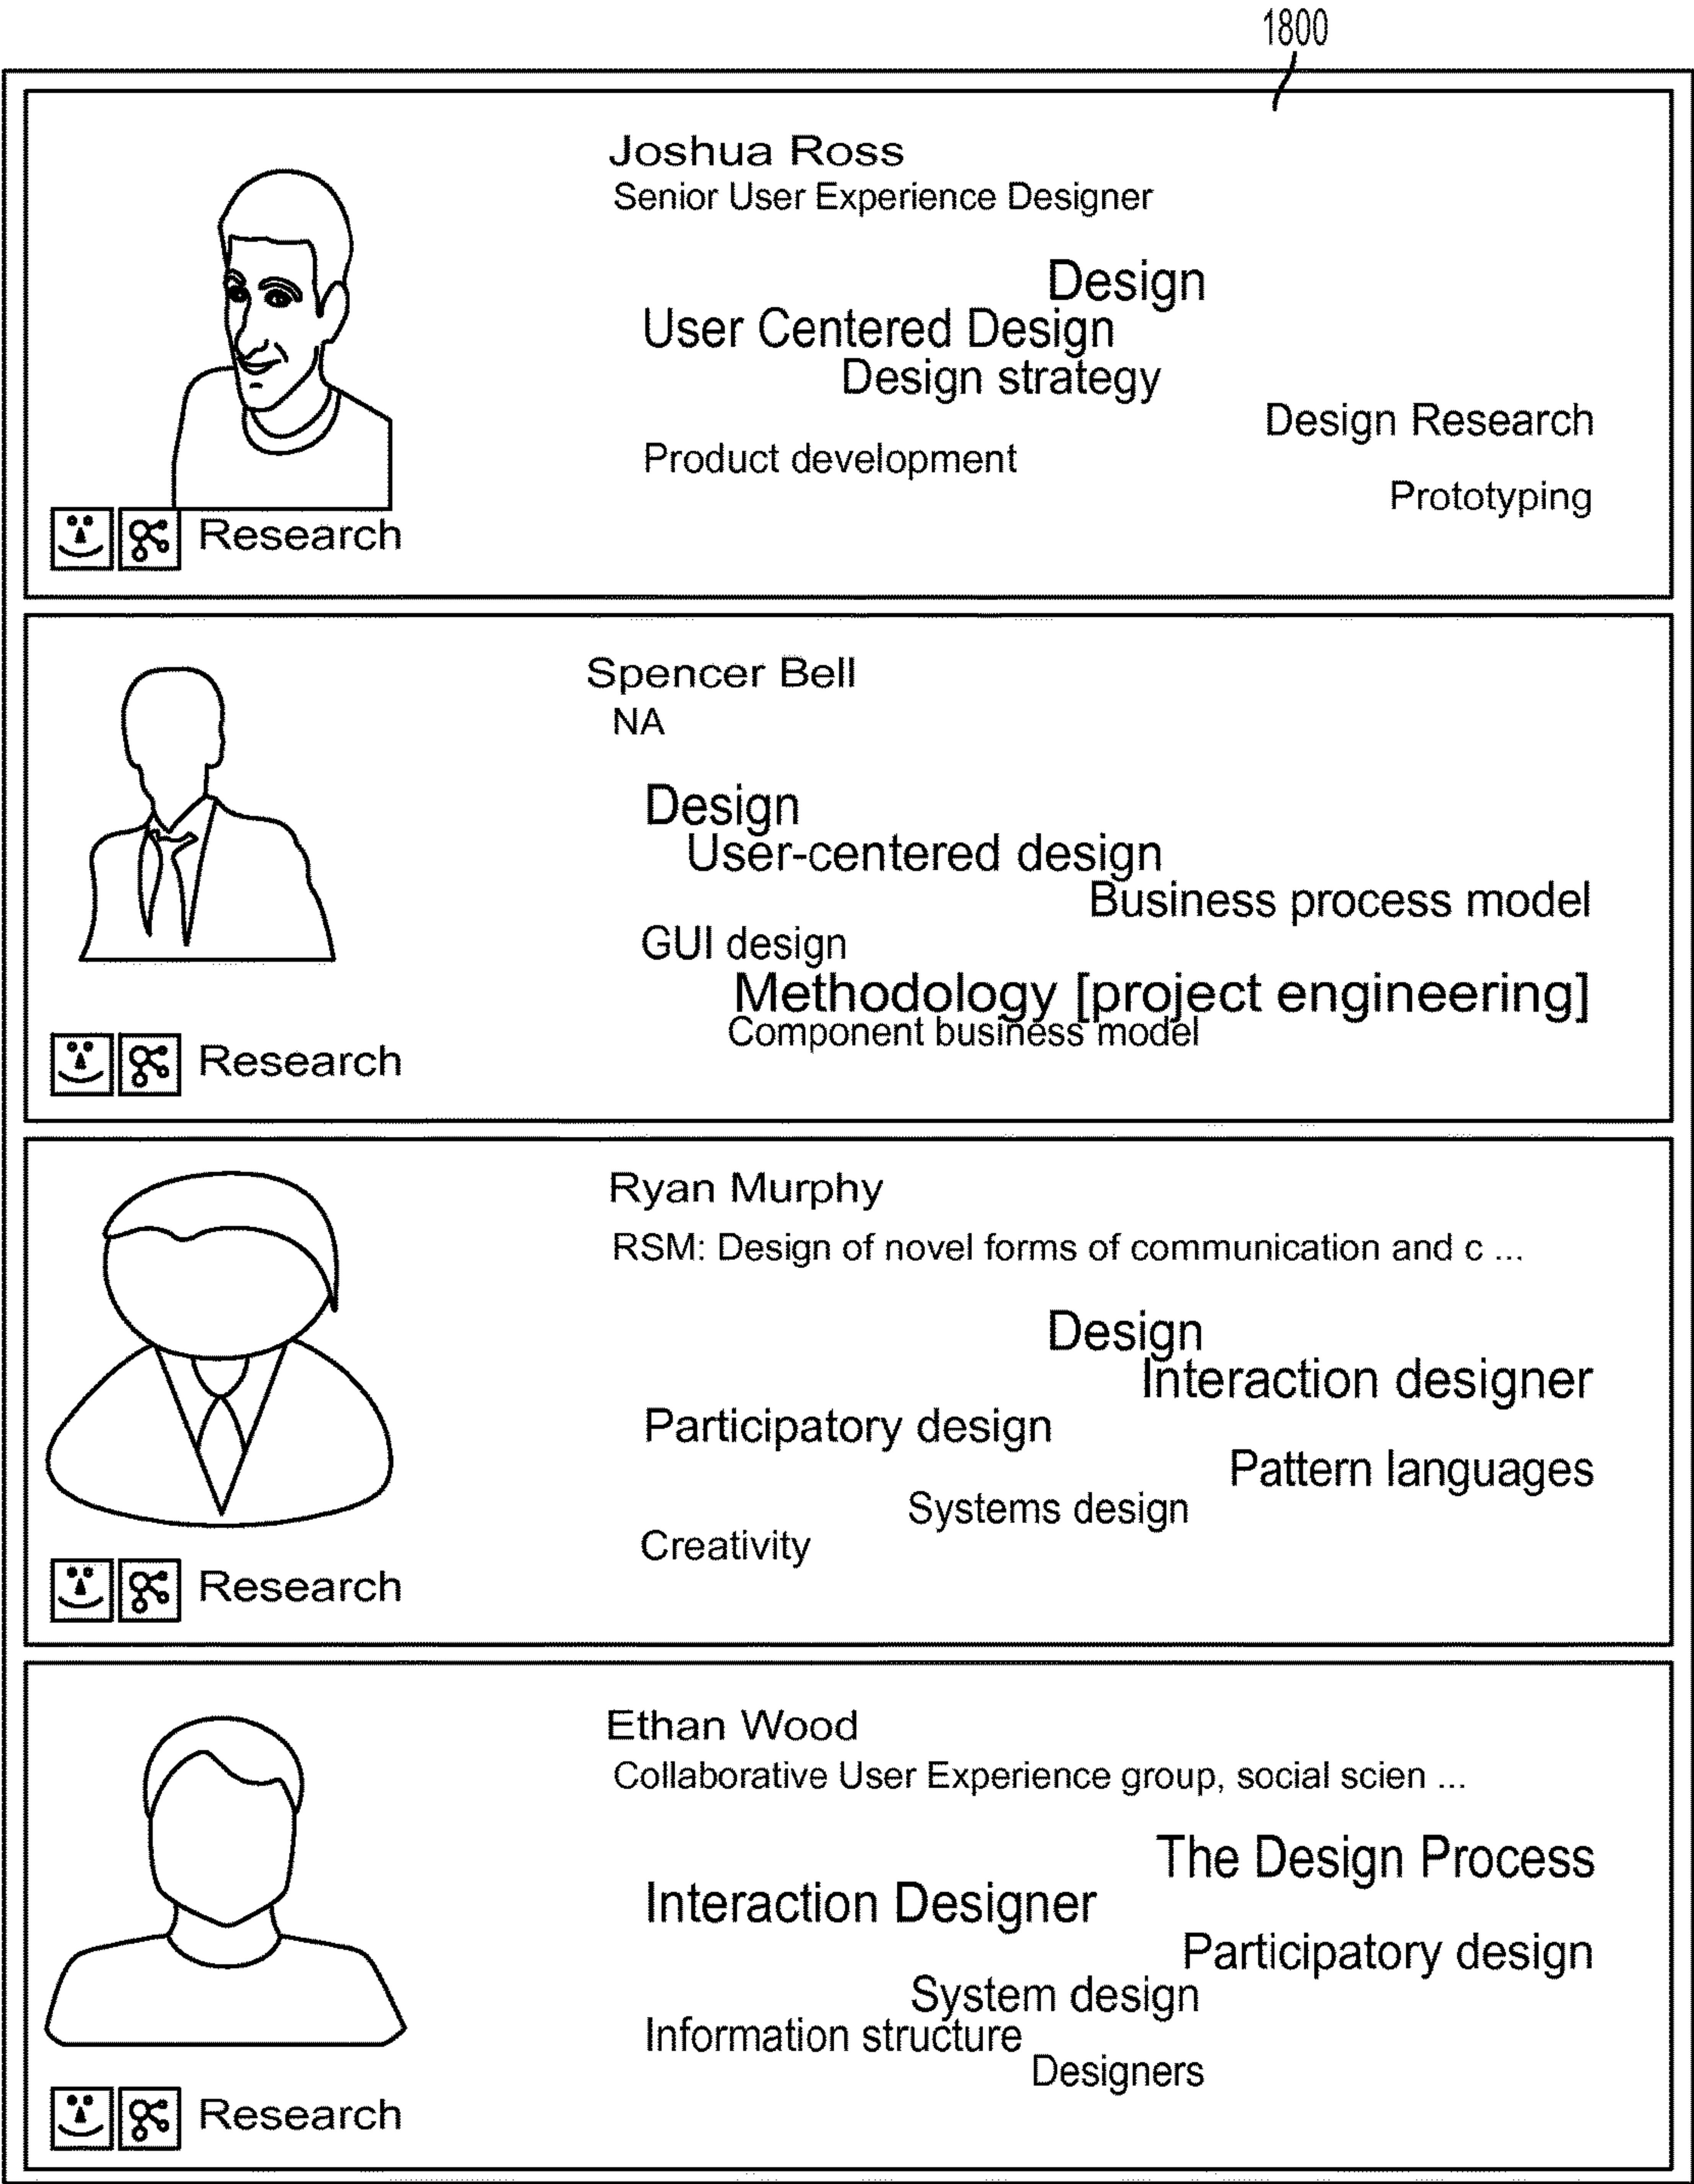 1800
Joshua Ross
Senior User Experience Designer
Design
User Centered Design
Design strategy
Design Research
Product development
Prototyping
Research
Spencer Bell
NA
Design
User-centered design
Business process model
GUI design
Methodology [project engineering]
Component business model
Research
Ryan Murphy
RSM: Design of novel forms of communication and c ...
Design
Interaction designer
Participatory design
Pattern languages
Systems design
Creativity
Research
Ethan Wood
Collaborative User Experience group, social scien ...
The Design Process
Interaction Designer
Participatory design
System design
Information structure
Designers
Research